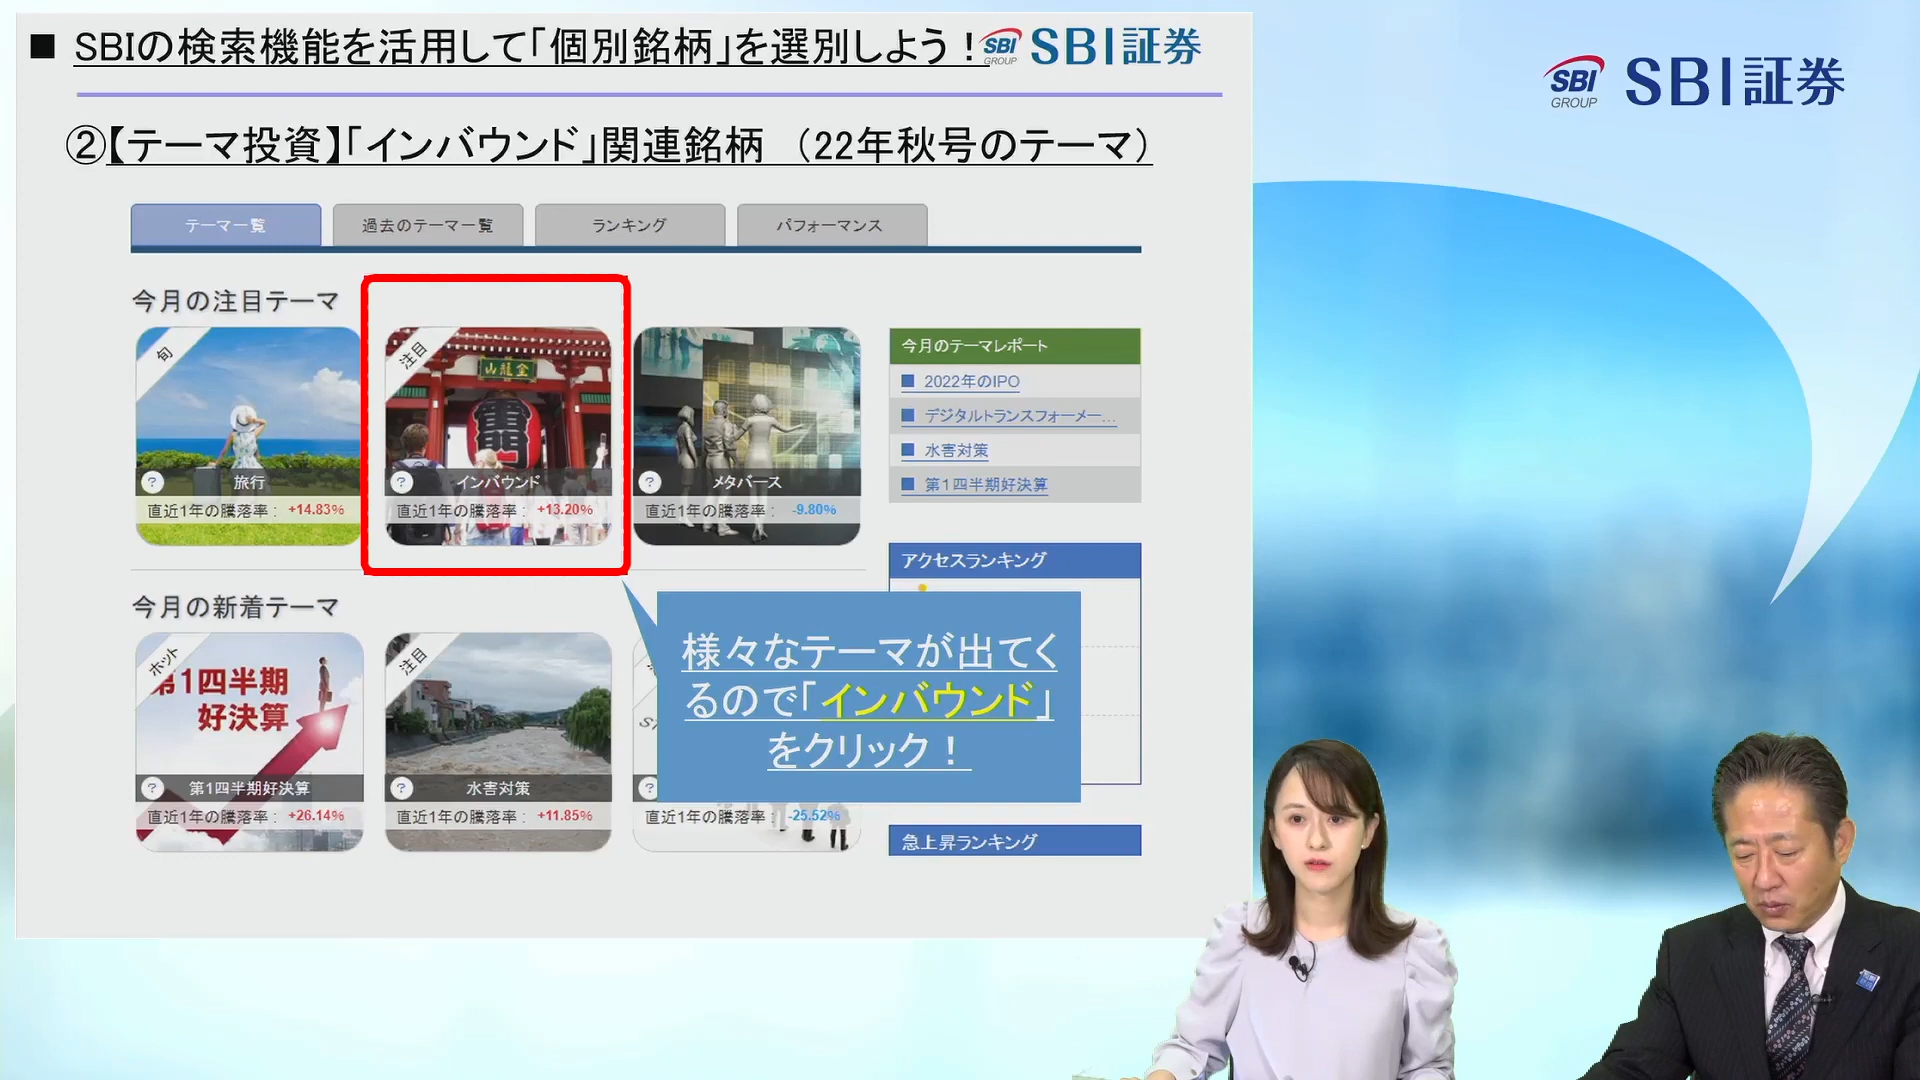 ■ SBIの検索機能を活用して「個別銘柄」を選別しよう！
SBI GROUP SBI証券
SBI GROUP SBI証券
②【テーマ投資】「インバウンド」関連銘柄 （22年秋号のテーマ）
テーマ一覧 過去のテーマ一覧 ランキング パフォーマンス
今月の注目テーマ
旬
旅行
直近1年の騰落率： +14.83%
注目
金龍山
雷門
インバウンド
直近1年の騰落率： +13.20%
メタバース
直近1年の騰落率： -9.80%
今月のテーマレポート
2022年のIPO
デジタルトランスフォーメー...
水害対策
第1四半期好決算
アクセスランキング
今月の新着テーマ
ホット
第1四半期
好決算
第1四半期好決算
直近1年の騰落率： +26.14%
注目
水害対策
直近1年の騰落率： +11.85%
直近1年の騰落率： -25.52%
様々なテーマが出てく
るので「インバウンド」
をクリック！
急上昇ランキング